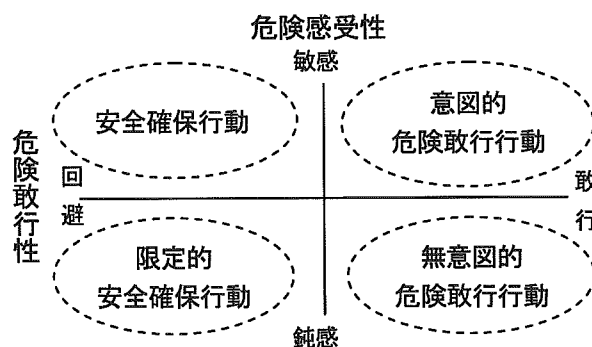 危険感受性
敏感
安全確保行動
意図的
危険敢行行動
危険敢行性
回避
敢行
限定的
安全確保行動
無意図的
危険敢行行動
鈍感